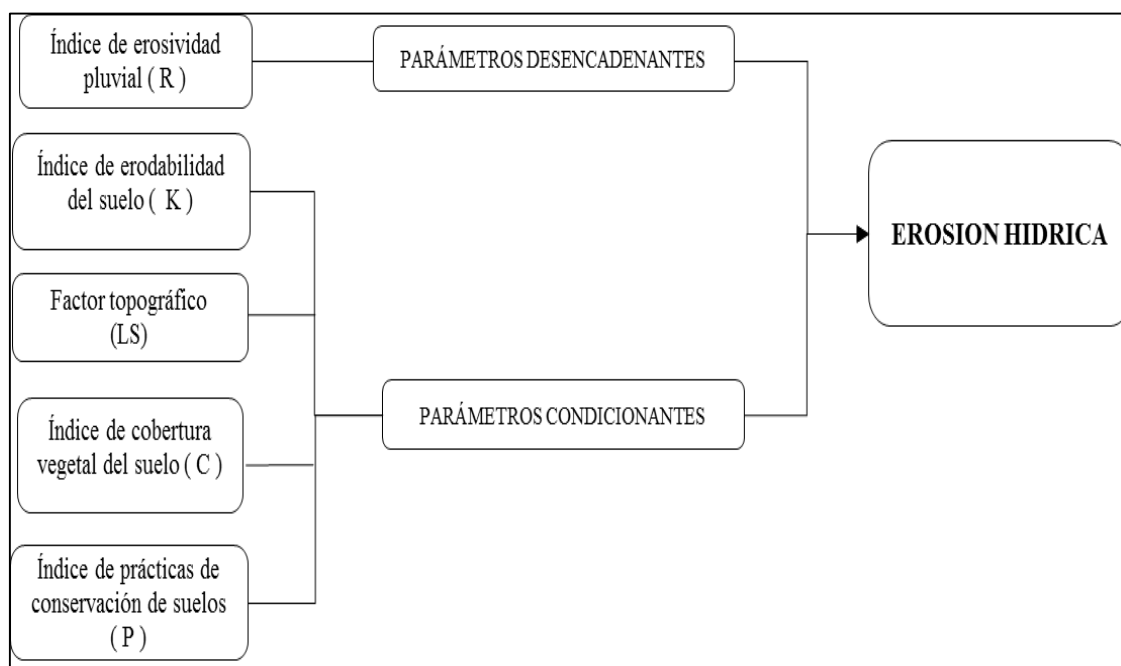 Índice de erosividad
pluvial ( R )
PARÁMETROS DESENCADENANTES
Índice de erodabilidad
del suelo ( K )
EROSION HIDRICA
Factor topográfico
(LS)
PARÁMETROS CONDICIONANTES
Índice de cobertura
vegetal del suelo ( C )
Índice de prácticas de
conservación de suelos
( P )